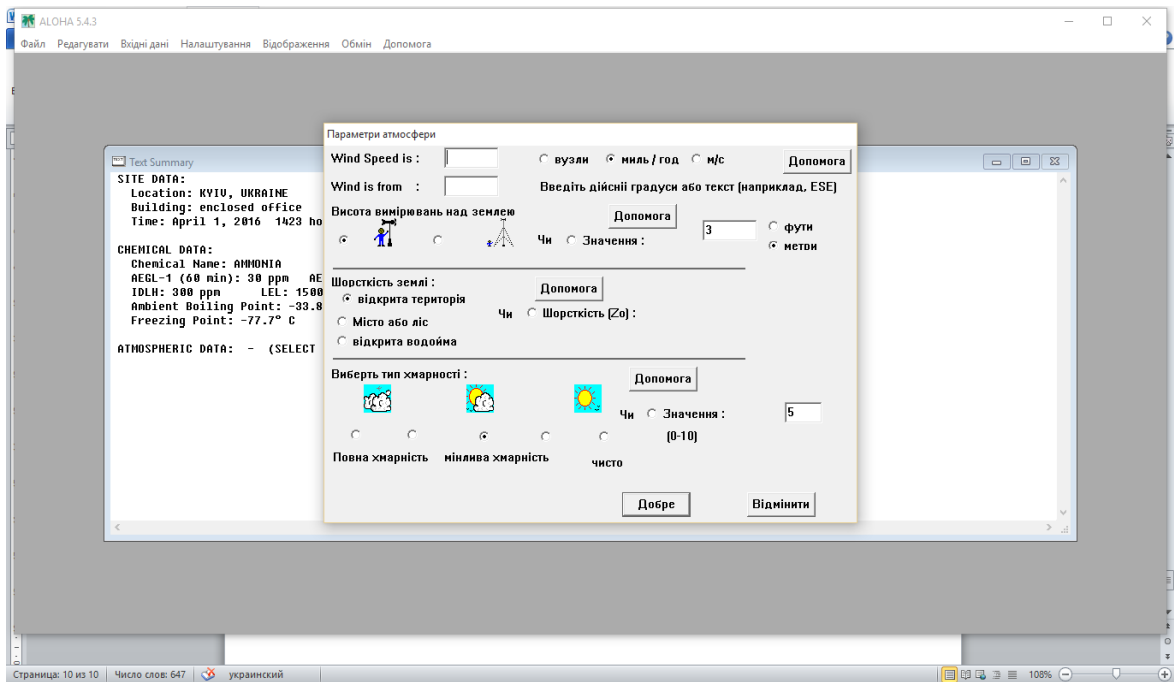 ALOHA 5.4.3
Файл Редагувати Вхідні дані Налаштування Відображення Обмін Допомога
Параметри атмосфери
Wind Speed is : вузли миль / год м/с Допомога
Wind is from : Введіть дійсніі градуси або текст (наприклад, ESE)
Висота вимірювань над землею Допомога
Чи Значення : 3 фути
метри
Шорсткість землі : Допомога
відкрита територія
Чи Шорсткість (Zo) :
Місто або ліс
відкрита водойма
Виберть тип хмарності : Допомога
Чи Значення : 5
(0-10)
Повна хмарність мінлива хмарність чисто
Добре Відмінити
Text Summary
SITE DATA:
Location: KYIV, UKRAINE
Building: enclosed office
Time: April 1, 2016 1423 ho
CHEMICAL DATA:
Chemical Name: AMMONIA
AEGL-1 (60 min): 30 ppm AE
IDLH: 300 ppm LEL: 1500
Ambient Boiling Point: -33.8
Freezing Point: -77.7° C
ATMOSPHERIC DATA: - (SELECT
Страница: 10 из 10 Число слов: 647 украинский 108%